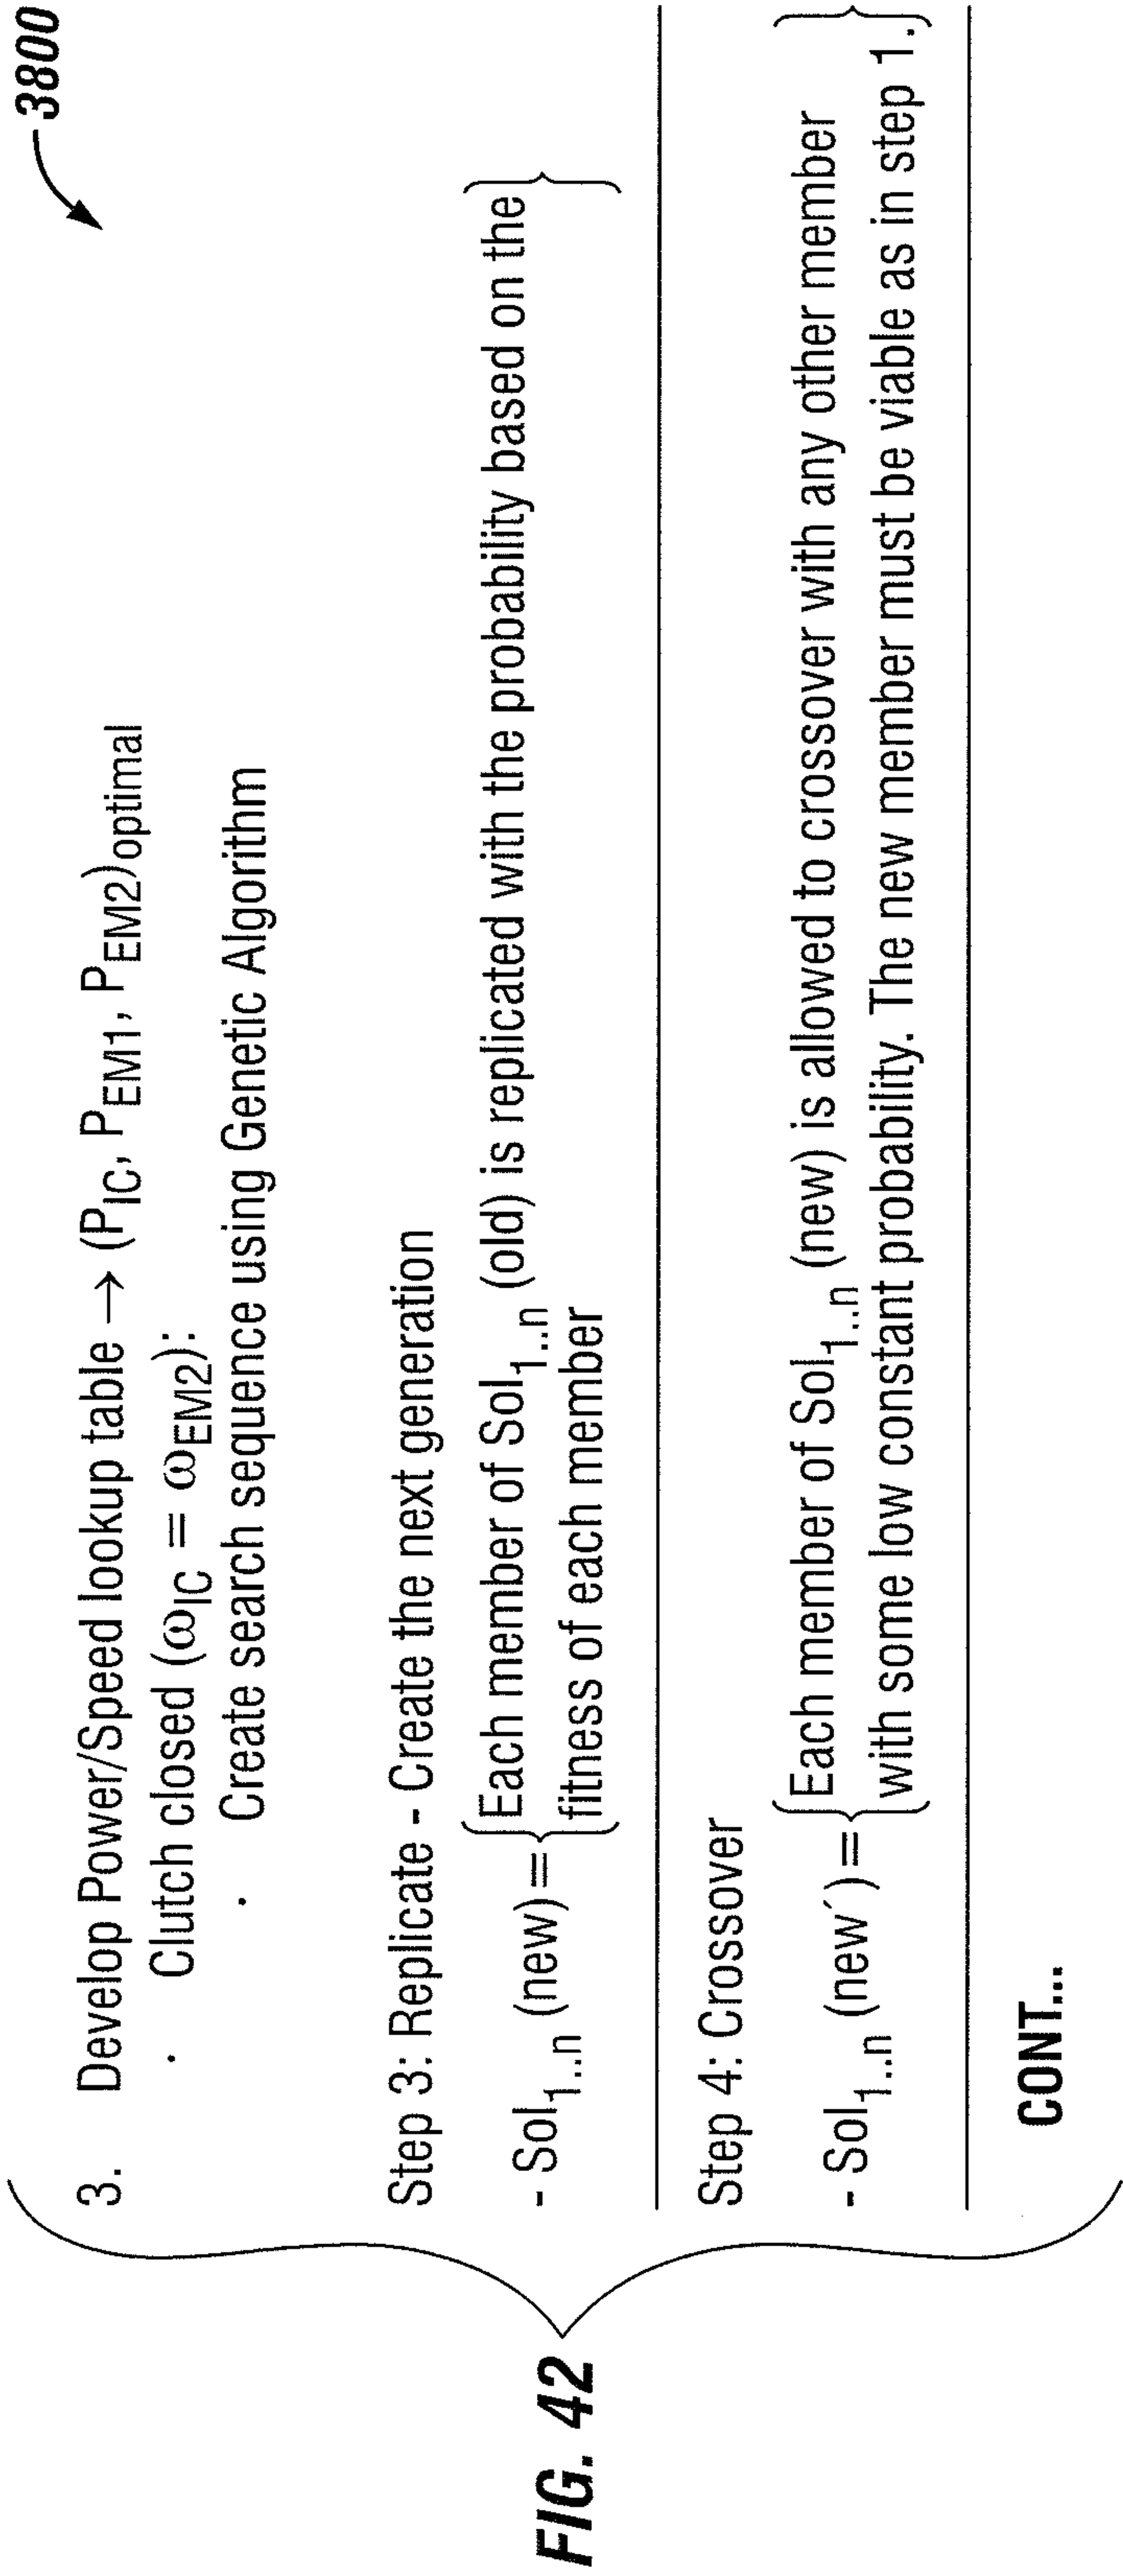 3800
3. Develop Power/Speed lookup table → (P_IC, P_EM1, P_EM2)_optimal
· Clutch closed (ω_IC = ω_EM2):
· Create search sequence using Genetic Algorithm
Step 3: Replicate - Create the next generation
- Sol_1..n (new) = {Each member of Sol_1..n (old) is replicated with the probability based on the
fitness of each member}
Step 4: Crossover
- Sol_1..n (new´) = {Each member of Sol_1..n (new) is allowed to crossover with any other member
with some low constant probability. The new member must be viable as in step 1.}
CONT...
FIG. 42